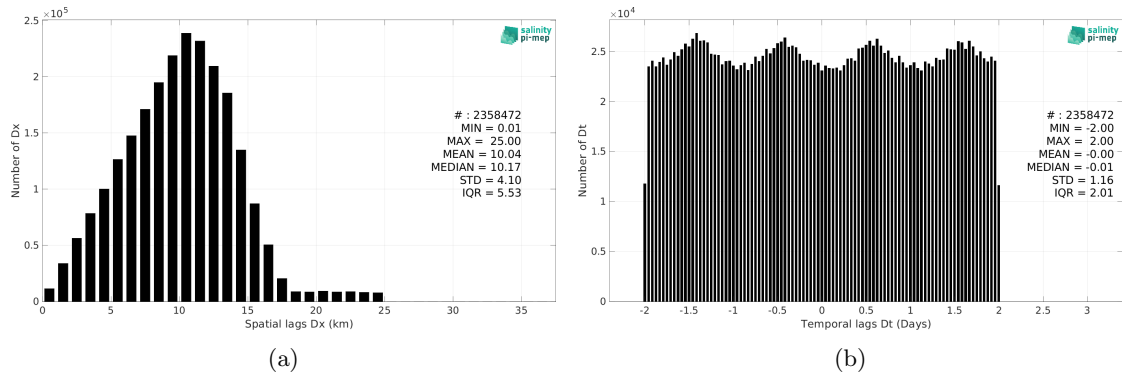 ×10⁵
2.5
2
1.5
1
0.5
0
0 5 10 15 20 25 30 35
Number of Dx
Spatial lags Dx (km)
salinity
pi-mep
# : 2358472
MIN = 0.01
MAX = 25.00
MEAN = 10.04
MEDIAN = 10.17
STD = 4.10
IQR = 5.53
(a)
×10⁴
2.5
2
1.5
1
0.5
0
-2 -1.5 -1 -0.5 0 0.5 1 1.5 2 2.5 3
Number of Dt
Temporal lags Dt (Days)
salinity
pi-mep
# : 2358472
MIN = -2.00
MAX = 2.00
MEAN = -0.00
MEDIAN = -0.01
STD = 1.16
IQR = 2.01
(b)